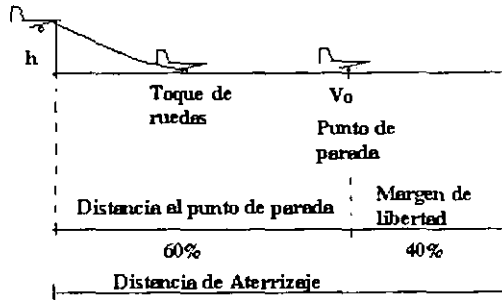 h
Toque de
ruedas
Vo
Punto de
parada
Distancia al punto de parada
Margen de
libertad
60%
40%
Distancia de Aterrizaje